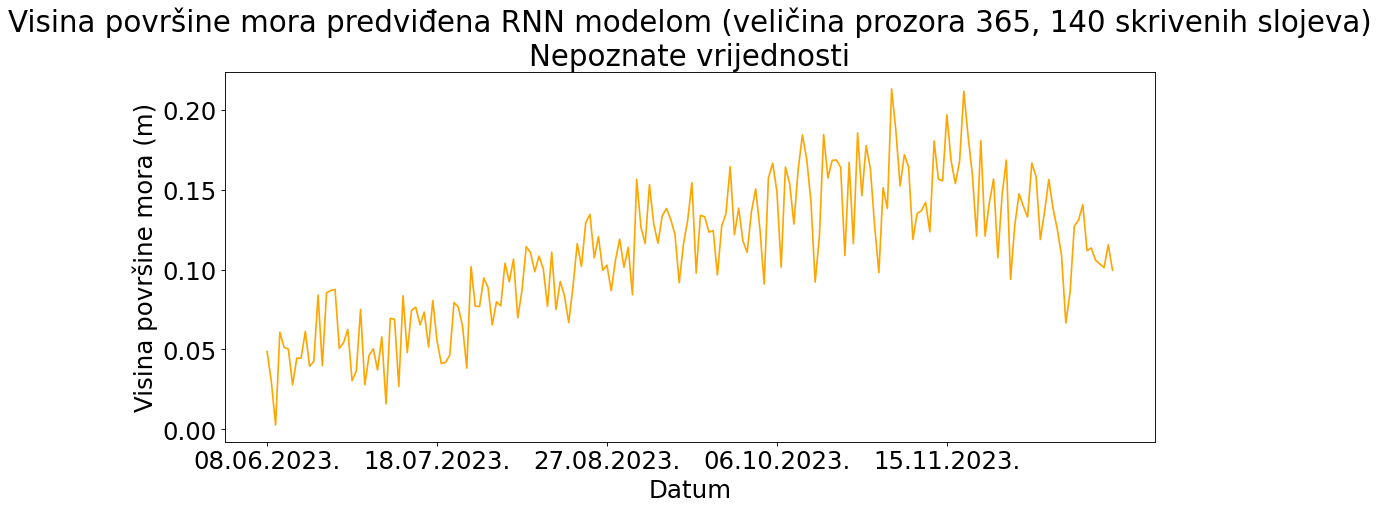 Visina površine mora predviđena RNN modelom (veličina prozora 365, 140 skrivenih slojeva)
Nepoznate vrijednosti
Visina površine mora (m)
0.20
0.15
0.10
0.05
0.00
08.06.2023. 18.07.2023. 27.08.2023. 06.10.2023. 15.11.2023.
Datum